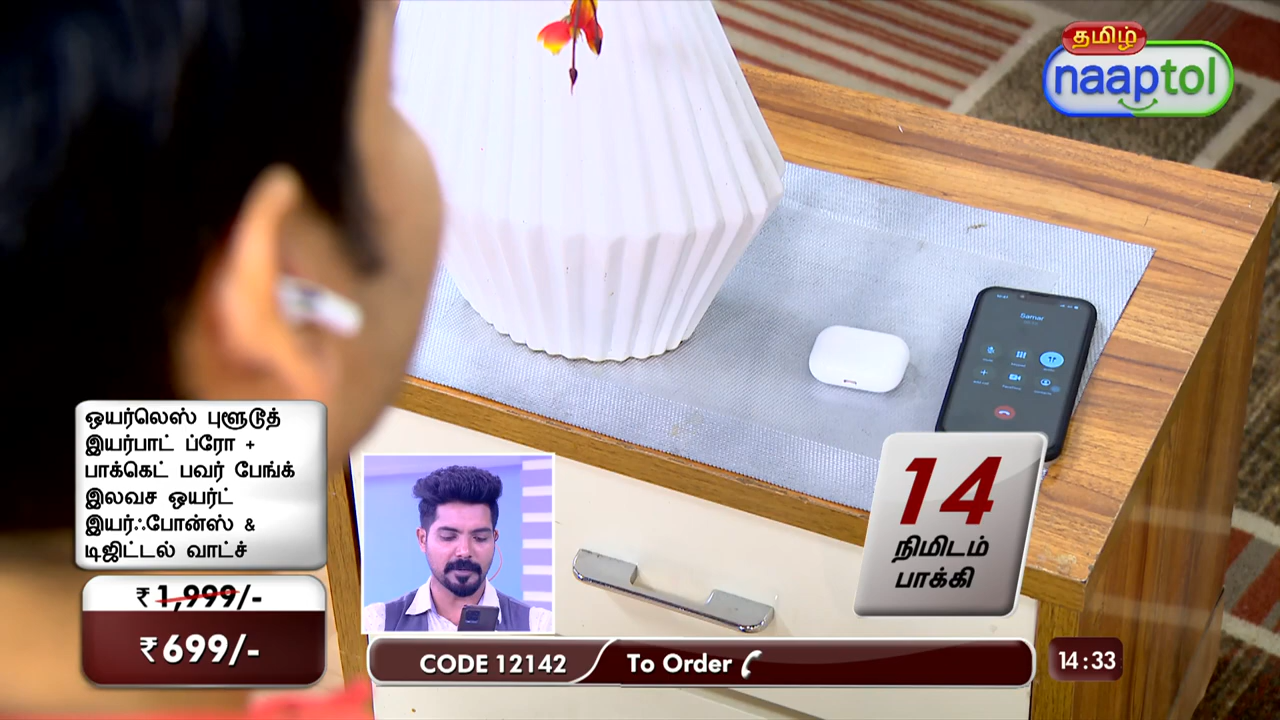 தமிழ்
naaptol
Samar
ஒயர்லெஸ் புளூடூத்
இயர்பாட் ப்ரோ +
பாக்கெட் பவர் பேங்க்
இலவச ஒயர்ட்
இயர்ஃபோன்ஸ் &
டிஜிட்டல் வாட்ச்
₹ 1,999/-
₹ 699/-
14
நிமிடம்
பாக்கி
CODE 12142
To Order
14:33